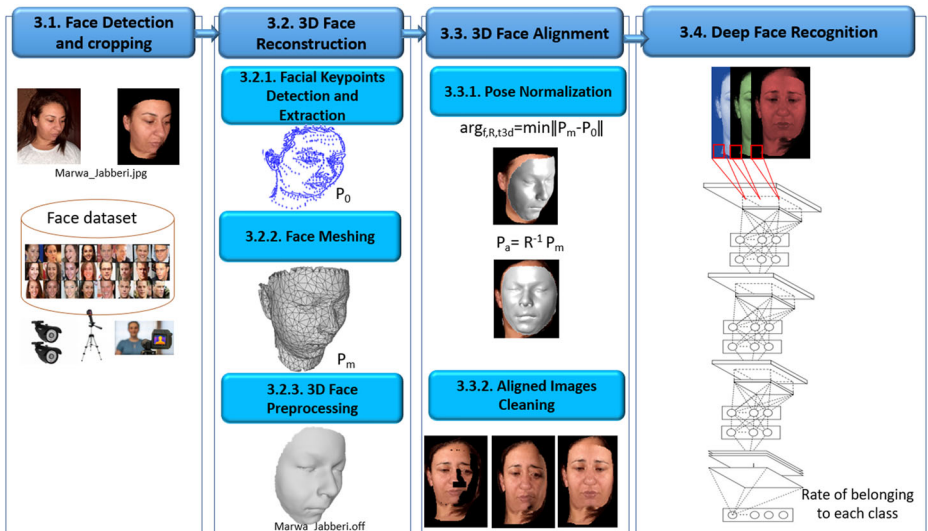 3.1. Face Detection
and cropping
Marwa_Jabberi.jpg
Face dataset
3.2. 3D Face
Reconstruction
3.2.1. Facial Keypoints
Detection and
Extraction
P0
3.2.2. Face Meshing
Pm
3.2.3. 3D Face
Preprocessing
Marwa_Jabberi.off
3.3. 3D Face Alignment
3.3.1. Pose Normalization
argf,R,t3d=min‖Pm-P0‖
Pa= R-1 Pm
3.3.2. Aligned Images
Cleaning
3.4. Deep Face Recognition
Rate of belonging
to each class